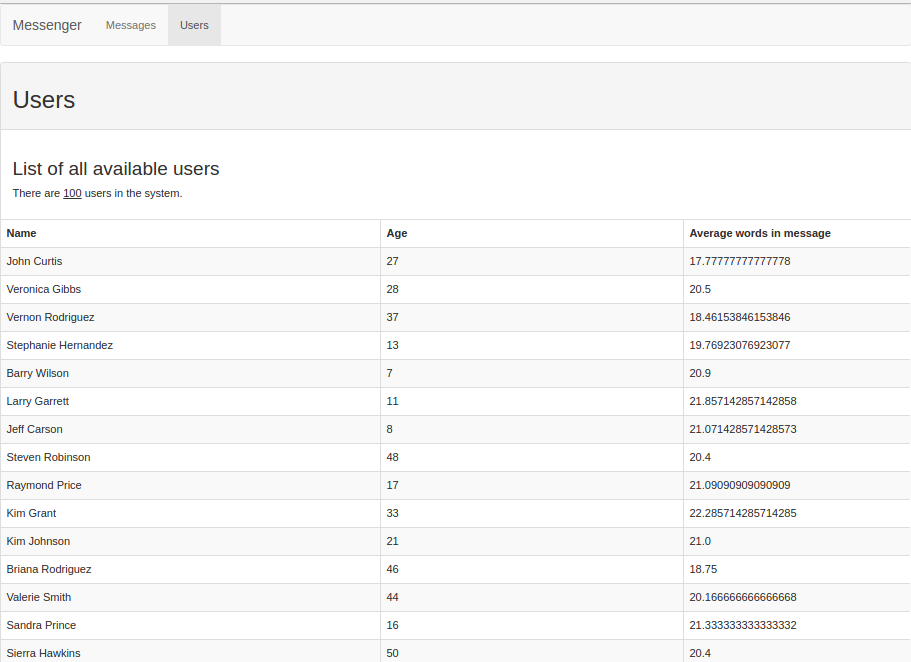 Messenger Messages Users
Users
List of all available users
There are 100 users in the system.
Name Age Average words in message
John Curtis 27 17.77777777777778
Veronica Gibbs 28 20.5
Vernon Rodriguez 37 18.46153846153846
Stephanie Hernandez 13 19.76923076923077
Barry Wilson 7 20.9
Larry Garrett 11 21.857142857142858
Jeff Carson 8 21.071428571428573
Steven Robinson 48 20.4
Raymond Price 17 21.09090909090909
Kim Grant 33 22.285714285714285
Kim Johnson 21 21.0
Briana Rodriguez 46 18.75
Valerie Smith 44 20.166666666666668
Sandra Prince 16 21.333333333333332
Sierra Hawkins 50 20.4